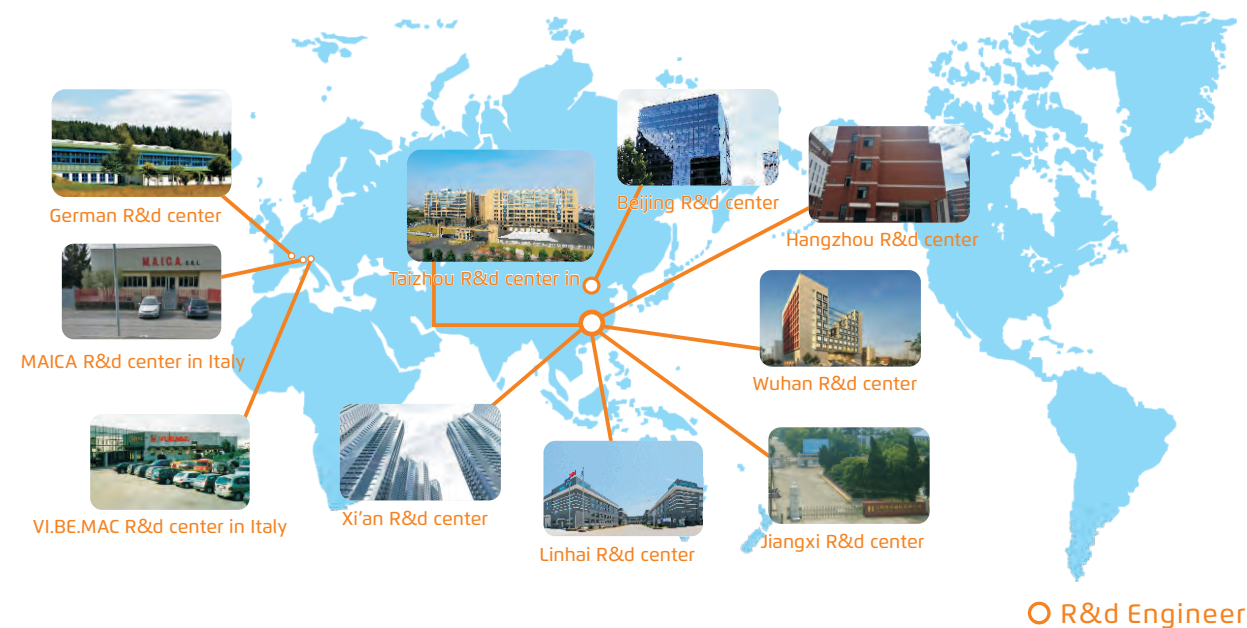 German R&d center
M.A.I.C.A. S.R.L.
MAICA R&d center in Italy
VI.BE.MAC R&d center in Italy
Taizhou R&d center in
Beijing R&d center
Hangzhou R&d center
Wuhan R&d center
Xi'an R&d center
Linhai R&d center
Jiangxi R&d center
R&d Engineer